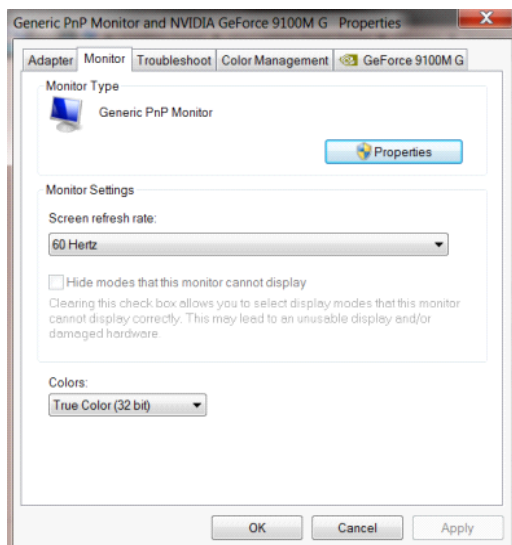 Generic PnP Monitor and NVIDIA GeForce 9100M G Properties
Adapter Monitor Troubleshoot Color Management GeForce 9100M G
Monitor Type
Generic PnP Monitor
Properties
Monitor Settings
Screen refresh rate:
60 Hertz
Hide modes that this monitor cannot display
Clearing this check box allows you to select display modes that this monitor
cannot display correctly. This may lead to an unusable display and/or
damaged hardware.
Colors:
True Color (32 bit)
OK Cancel Apply